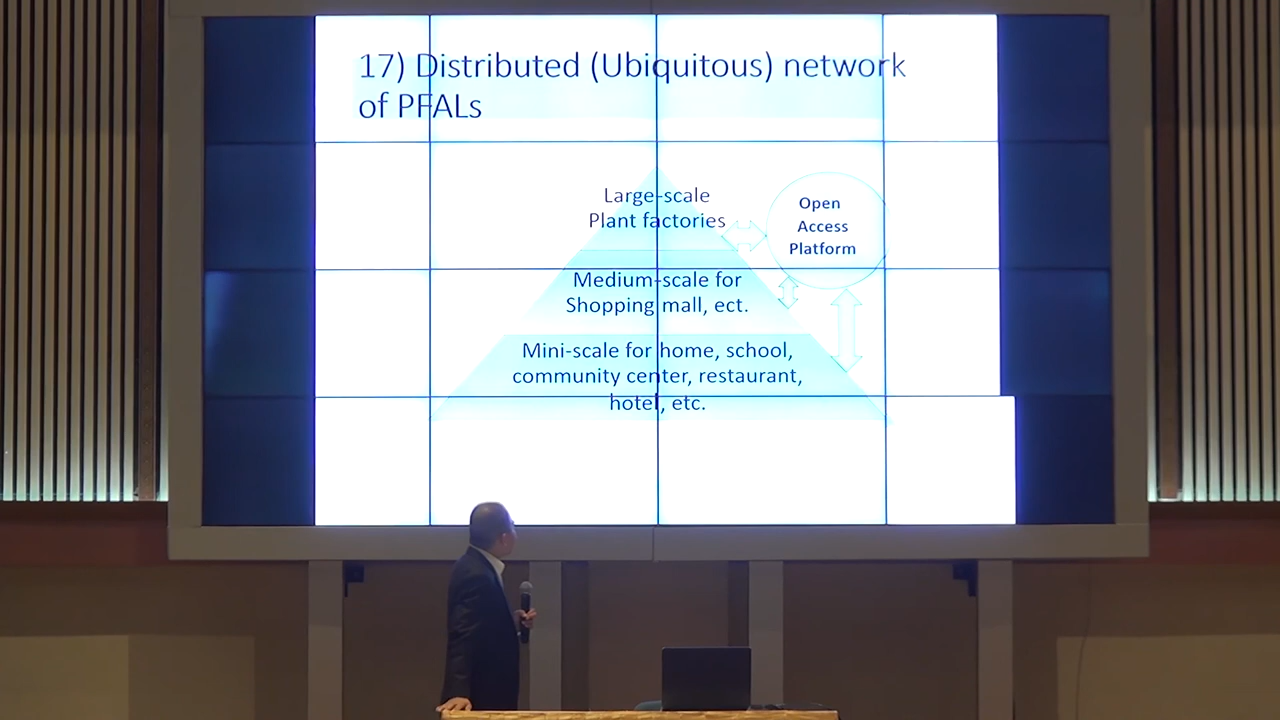 17) Distributed (Ubiquitous) network
of PFALs
Large-scale
Plant factories
Open
Access
Platform
Medium-scale for
Shopping mall, ect.
Mini-scale for home, school,
community center, restaurant,
hotel, etc.